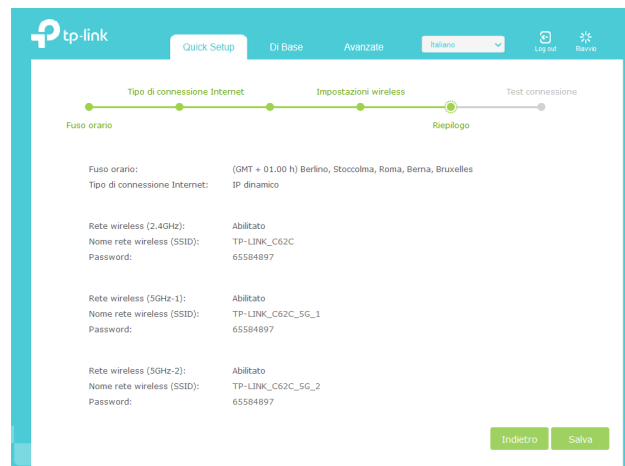 tp-link
Quick Setup Di Base Avanzate Italiano Log out Riavvio
Tipo di connessione Internet Impostazioni wireless Test connessione
Fuso orario Riepilogo
Fuso orario: (GMT + 01.00 h) Berlino, Stoccolma, Roma, Berna, Bruxelles
Tipo di connessione Internet: IP dinamico
Rete wireless (2.4GHz): Abilitato
Nome rete wireless (SSID): TP-LINK_C62C
Password: 65584897
Rete wireless (5GHz-1): Abilitato
Nome rete wireless (SSID): TP-LINK_C62C_5G_1
Password: 65584897
Rete wireless (5GHz-2): Abilitato
Nome rete wireless (SSID): TP-LINK_C62C_5G_2
Password: 65584897
Indietro Salva